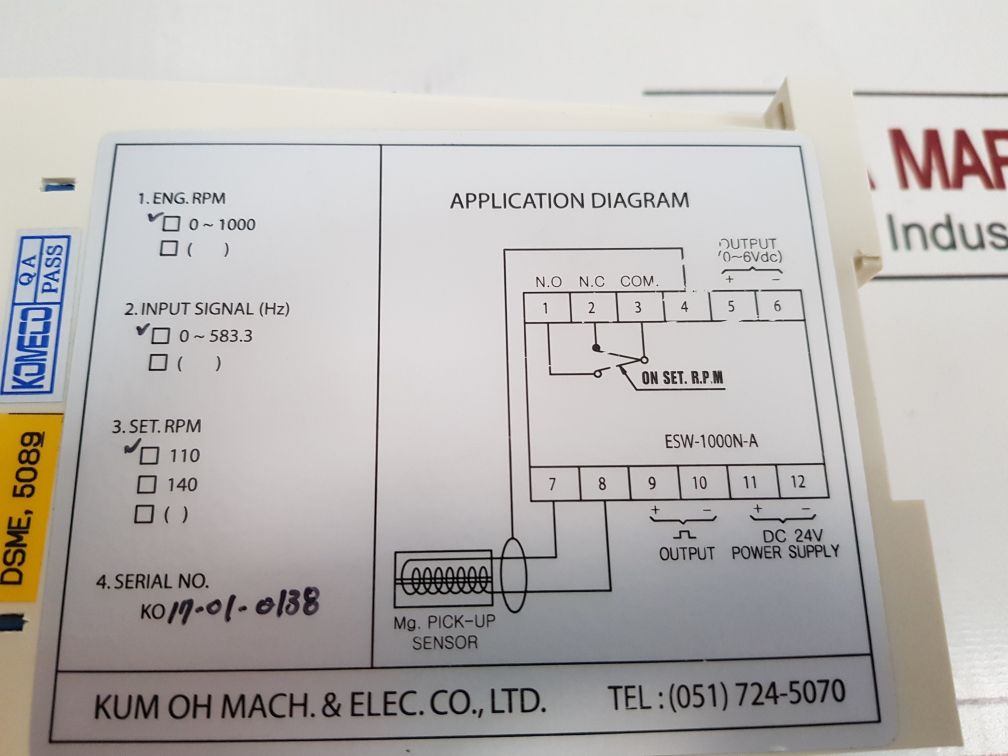 1. ENG. RPM
0 ~ 1000
( )
2. INPUT SIGNAL (Hz)
0 ~ 583.3
( )
3. SET. RPM
110
140
( )
4. SERIAL NO.
KO 17-01-0138
APPLICATION DIAGRAM
OUTPUT
(0~6Vdc)
+ −
N.O N.C COM.
1 2 3 4 5 6
ON SET. R.P.M
ESW-1000N-A
7 8 9 10 11 12
+ − + −
OUTPUT
DC 24V
POWER SUPPLY
Mg. PICK-UP
SENSOR
KUM OH MACH. & ELEC. CO., LTD. TEL : (051) 724-5070
KOMECO
QA
PASS
DSME, 5089
Indus